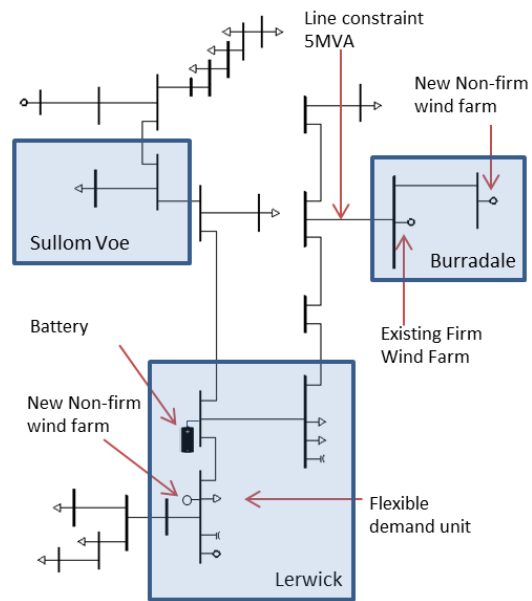 Line constraint
5MVA
New Non-firm
wind farm
Sullom Voe
Burradale
Existing Firm
Wind Farm
Battery
New Non-firm
wind farm
Flexible
demand unit
Lerwick